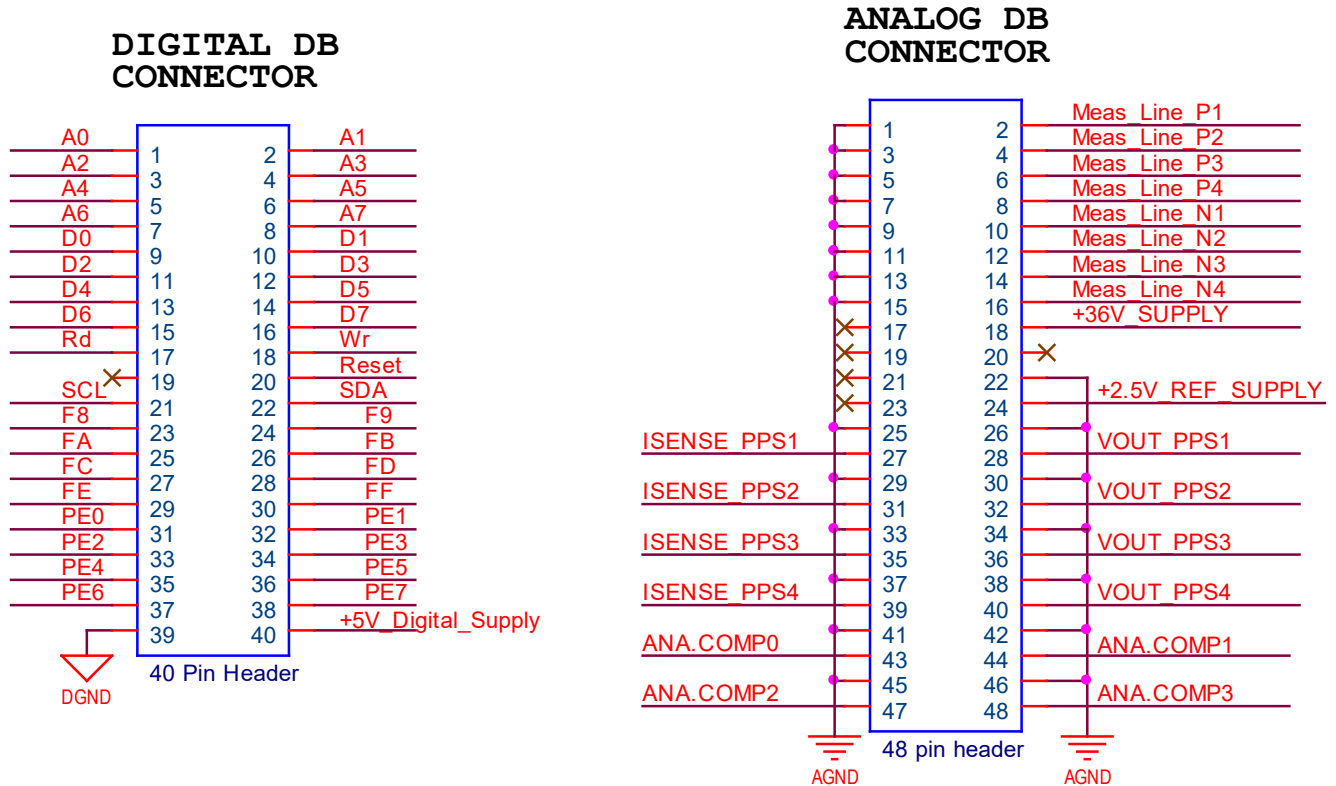 DIGITAL DB
CONNECTOR
A0 1 2 A1
A2 3 4 A3
A4 5 6 A5
A6 7 8 A7
D0 9 10 D1
D2 11 12 D3
D4 13 14 D5
D6 15 16 D7
Rd 17 18 Wr
19 20 Reset
SCL 21 22 SDA
F8 23 24 F9
FA 25 26 FB
FC 27 28 FD
FE 29 30 FF
PE0 31 32 PE1
PE2 33 34 PE3
PE4 35 36 PE5
PE6 37 38 PE7
39 40 +5V_Digital_Supply
DGND
40 Pin Header
ANALOG DB
CONNECTOR
1 2 Meas_Line_P1
3 4 Meas_Line_P2
5 6 Meas_Line_P3
7 8 Meas_Line_P4
9 10 Meas_Line_N1
11 12 Meas_Line_N2
13 14 Meas_Line_N3
15 16 Meas_Line_N4
17 18 +36V_SUPPLY
19 20
21 22
23 24 +2.5V_REF_SUPPLY
25 26
ISENSE_PPS1 27 28 VOUT_PPS1
29 30
ISENSE_PPS2 31 32 VOUT_PPS2
33 34
ISENSE_PPS3 35 36 VOUT_PPS3
37 38
ISENSE_PPS4 39 40 VOUT_PPS4
41 42
ANA.COMP0 43 44 ANA.COMP1
45 46
ANA.COMP2 47 48 ANA.COMP3
48 pin header
AGND AGND